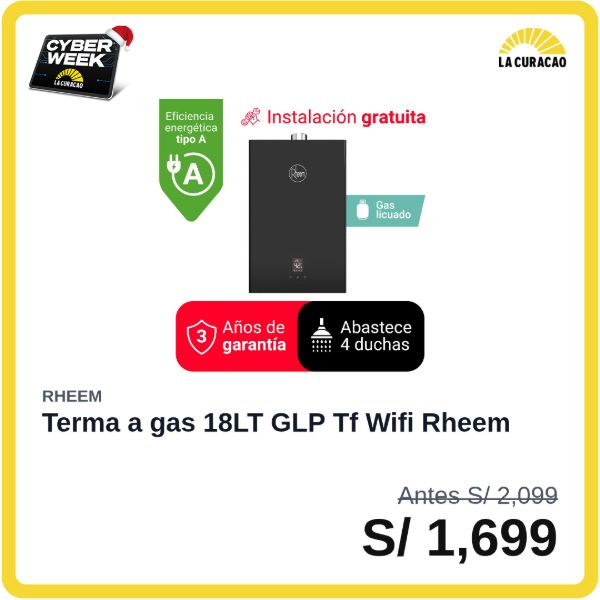 CYBER
WEEK
LA CURACAO
LA CURACAO
Eficiencia
energética
tipo A
A
Instalación gratuita
Rheem
Gas
licuado
3
Años de
garantía
Abastece
4 duchas
RHEEM
Terma a gas 18LT GLP Tf Wifi Rheem
Antes S/ 2,099
S/ 1,699